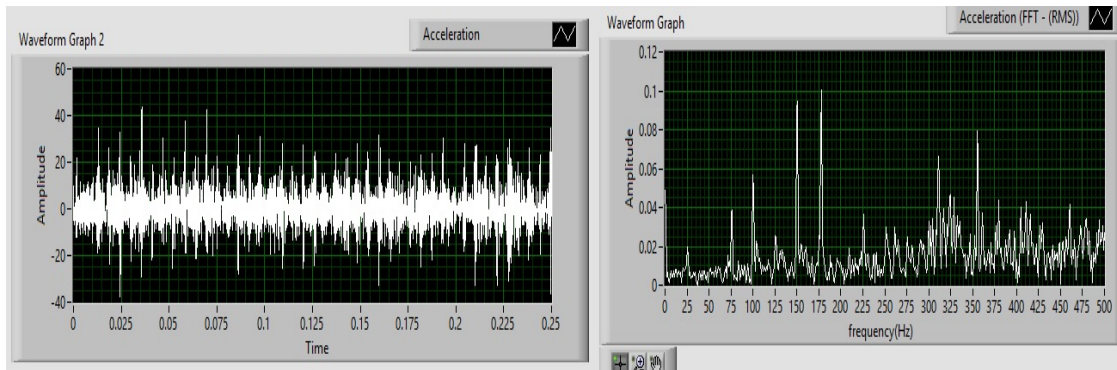 Waveform Graph 2
Acceleration
60
40
20
0
-20
-40
Amplitude
0 0.025 0.05 0.075 0.1 0.125 0.15 0.175 0.2 0.225 0.25
Time
Waveform Graph
Acceleration (FFT - (RMS))
0.12
0.1
0.08
0.06
0.04
0.02
0
Amplitude
0 25 50 75 100 125 150 175 200 225 250 275 300 325 350 375 400 425 450 475 500
frequency(Hz)